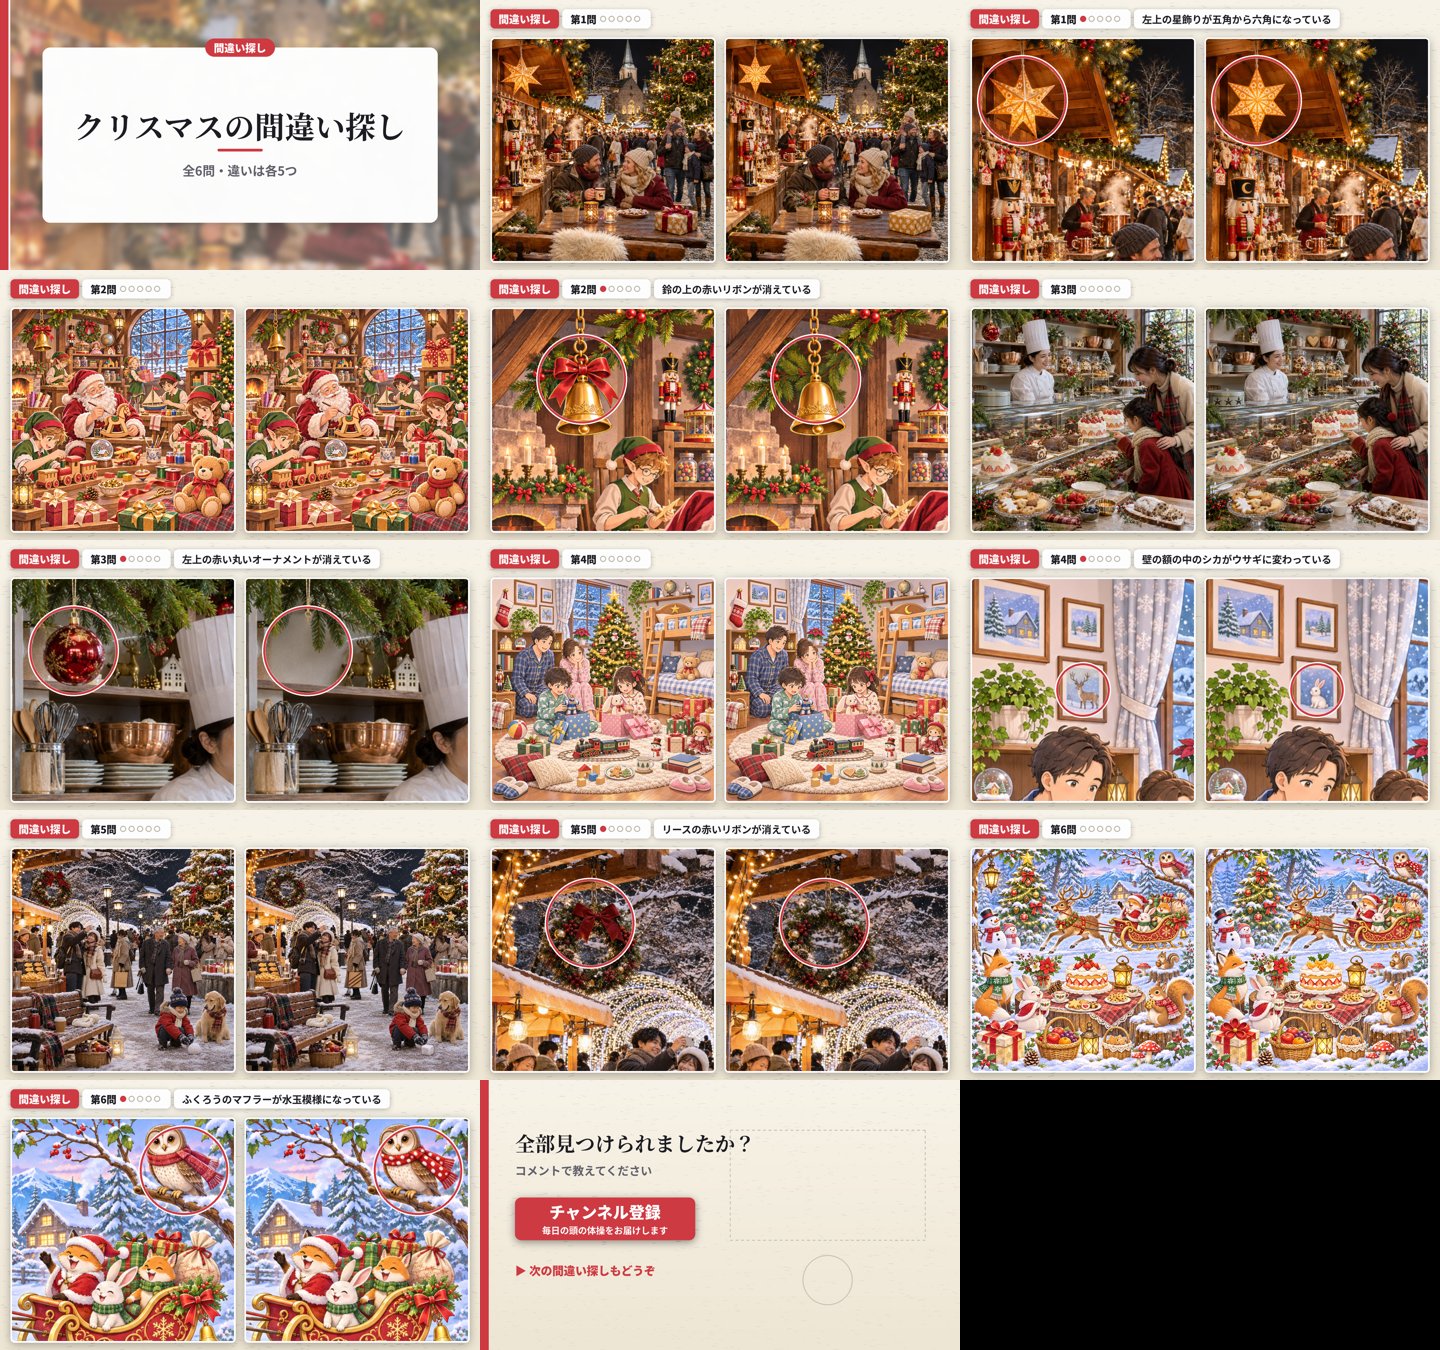 間違い探し
クリスマスの間違い探し
全6問・違いは各5つ
間違い探し 第1問
間違い探し 第1問 左上の星飾りが五角から六角になっている
間違い探し 第2問
間違い探し 第2問 鈴の上の赤いリボンが消えている
間違い探し 第3問
間違い探し 第3問 左上の赤い丸いオーナメントが消えている
間違い探し 第4問
間違い探し 第4問 壁の額の中のシカがウサギに変わっている
間違い探し 第5問
間違い探し 第5問 リースの赤いリボンが消えている
間違い探し 第6問
間違い探し 第6問 ふくろうのマフラーが水玉模様になっている
全部見つけられましたか？
コメントで教えてください
チャンネル登録
毎日の頭の体操をお届けします
▶ 次の間違い探しもどうぞ